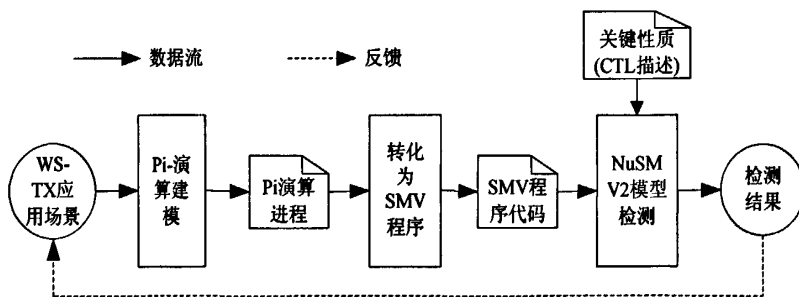 数据流
反馈
关键性质
(CTL描述)
WS-
TX应
用场景
Pi-演
算建
模
Pi演算
进程
转化
为
SMV
程序
SMV程
序代码
NuSM
V2模型
检测
检测
结果